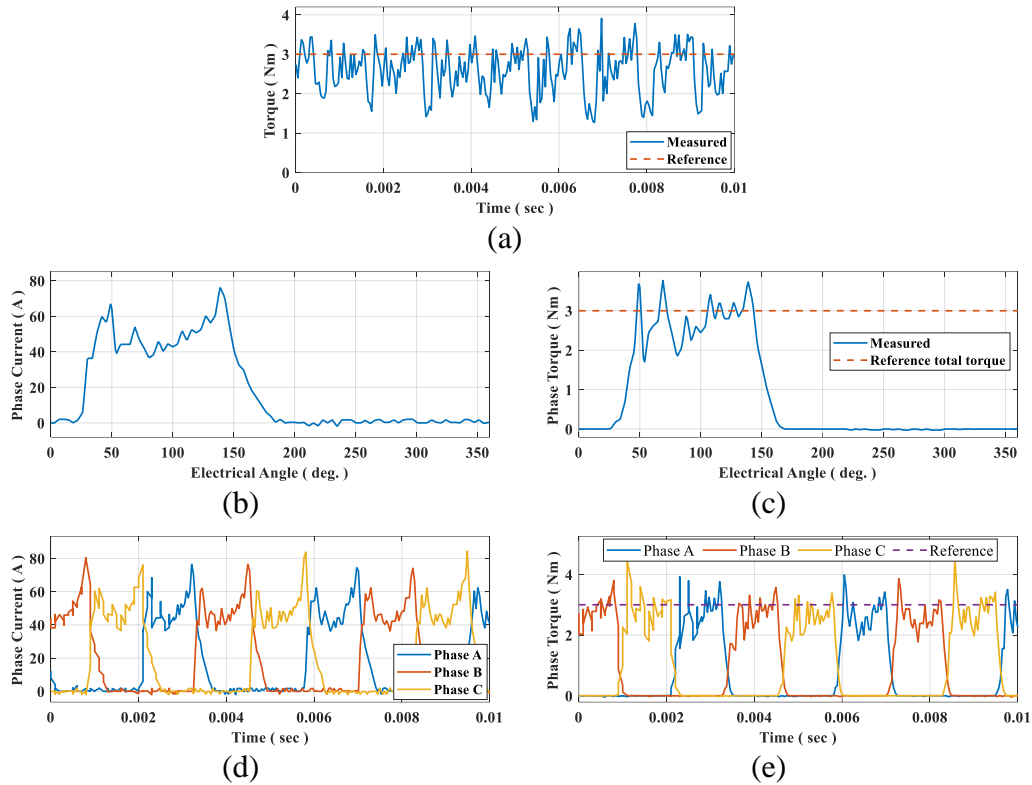 4
3
2
1
0
Torque ( Nm )
Measured
Reference
0 0.002 0.004 0.006 0.008 0.01
Time ( sec )
(a)
80
60
40
20
0
Phase Current ( A )
0 50 100 150 200 250 300 350
Electrical Angle ( deg. )
(b)
3
2
1
0
Phase Torque ( Nm )
Measured
Reference total torque
0 50 100 150 200 250 300 350
Electrical Angle ( deg. )
(c)
80
60
40
20
0
Phase Current ( A )
Phase A
Phase B
Phase C
0 0.002 0.004 0.006 0.008 0.01
Time ( sec )
(d)
Phase A Phase B Phase C Reference
4
2
0
Phase Torque ( Nm )
0 0.002 0.004 0.006 0.008 0.01
Time ( sec )
(e)